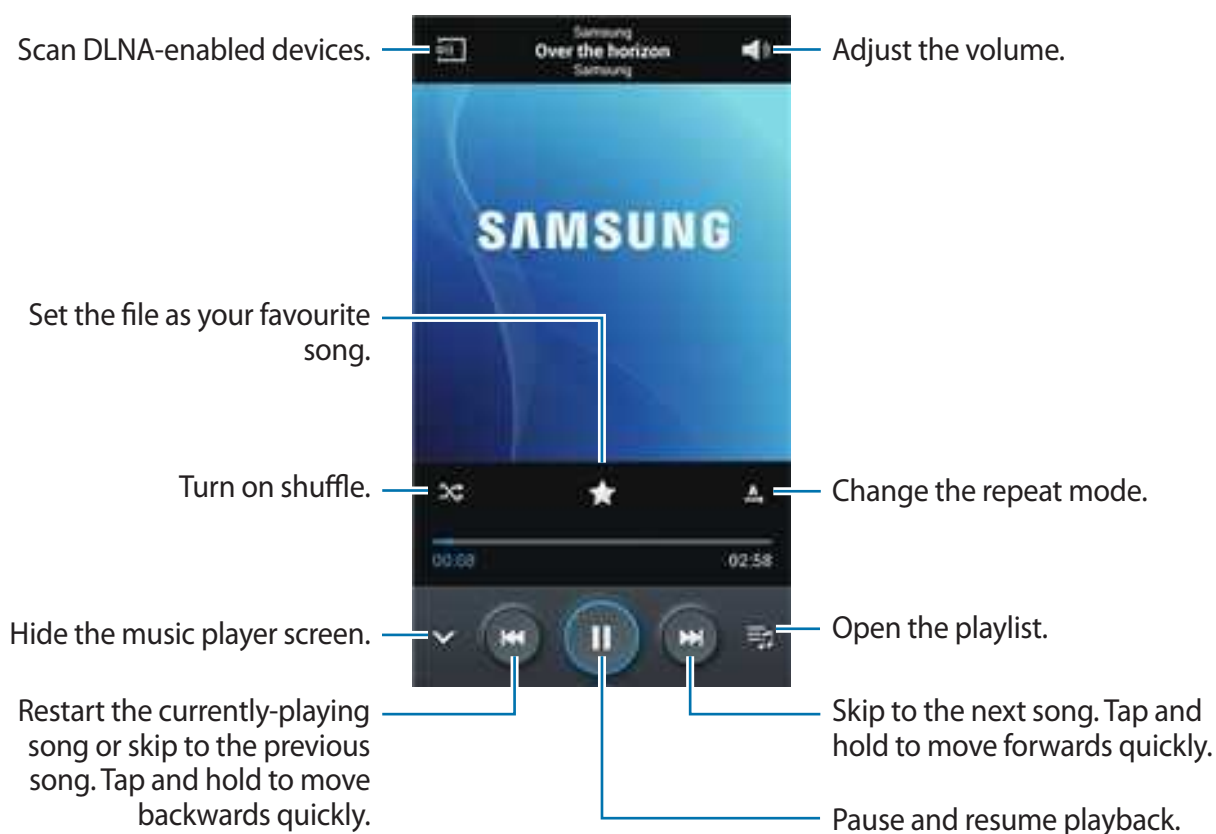 Samsung
Scan DLNA-enabled devices.
Over the horizon
Adjust the volume.
Samsung
SAMSUNG
Set the file as your favourite
song.
Turn on shuffle.
Change the repeat mode.
00:08
02:58
Hide the music player screen.
Open the playlist.
Restart the currently-playing
song or skip to the previous
song. Tap and hold to move
backwards quickly.
Skip to the next song. Tap and
hold to move forwards quickly.
Pause and resume playback.